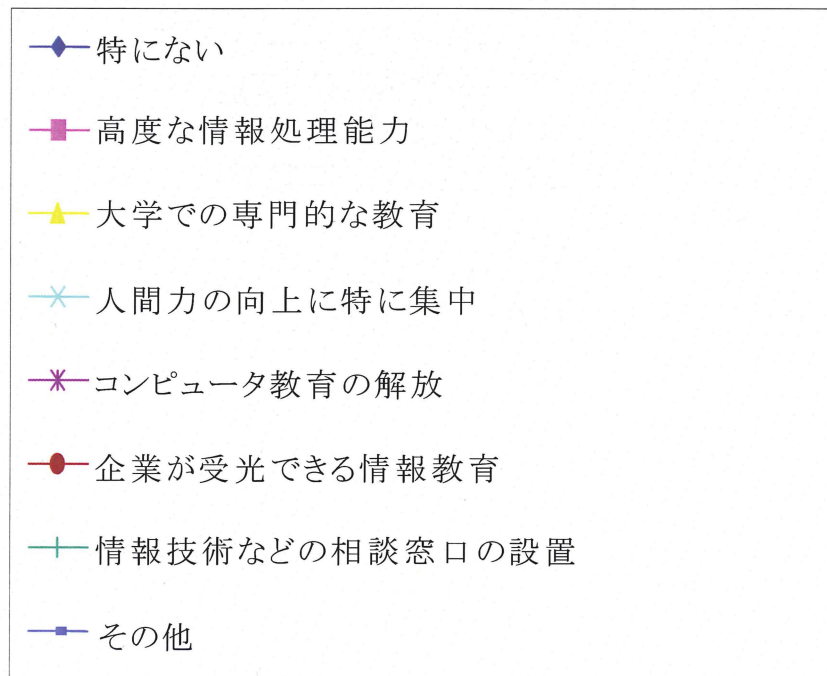 特にない
高度な情報処理能力
大学での専門的な教育
人間力の向上に特に集中
コンピュータ教育の解放
企業が受光できる情報教育
情報技術などの相談窓口の設置
その他